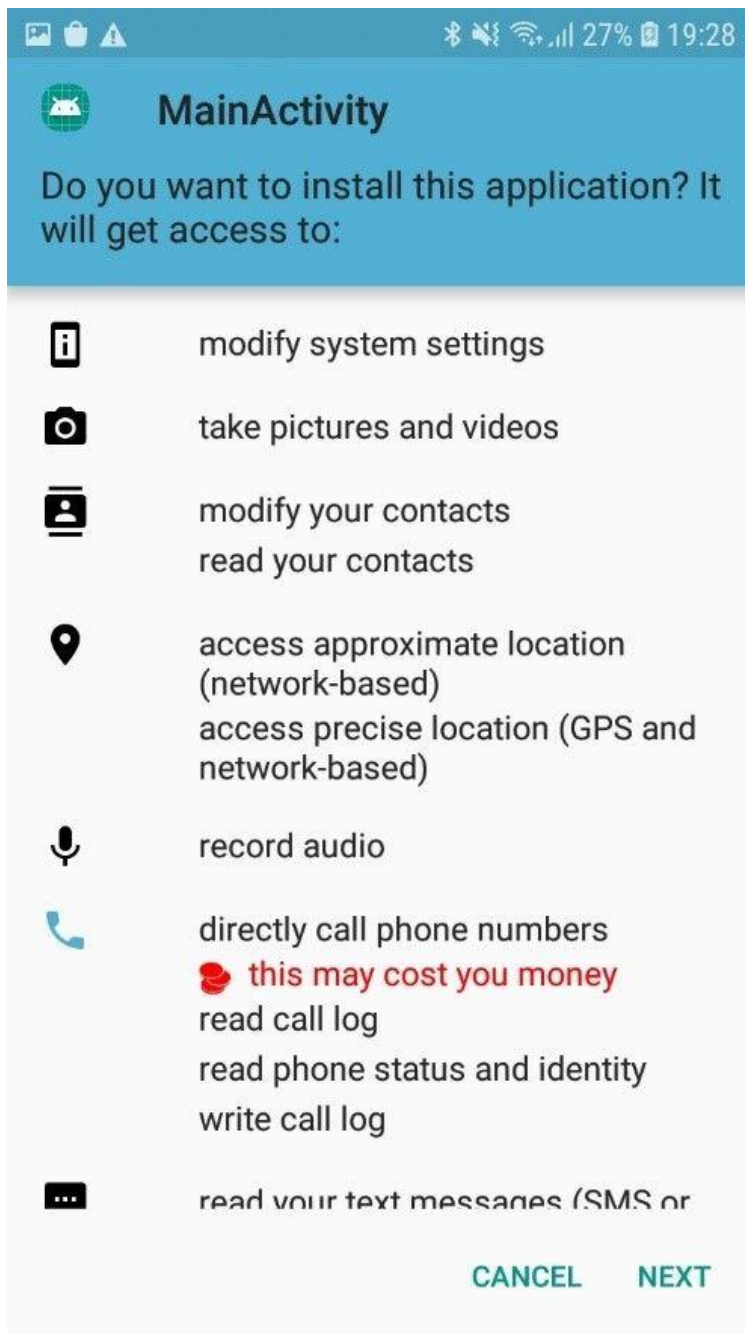 27% 19:28
MainActivity
Do you want to install this application? It
will get access to:
modify system settings
take pictures and videos
modify your contacts
read your contacts
access approximate location
(network-based)
access precise location (GPS and
network-based)
record audio
directly call phone numbers
this may cost you money
read call log
read phone status and identity
write call log
read your text messages (SMS or
CANCEL NEXT